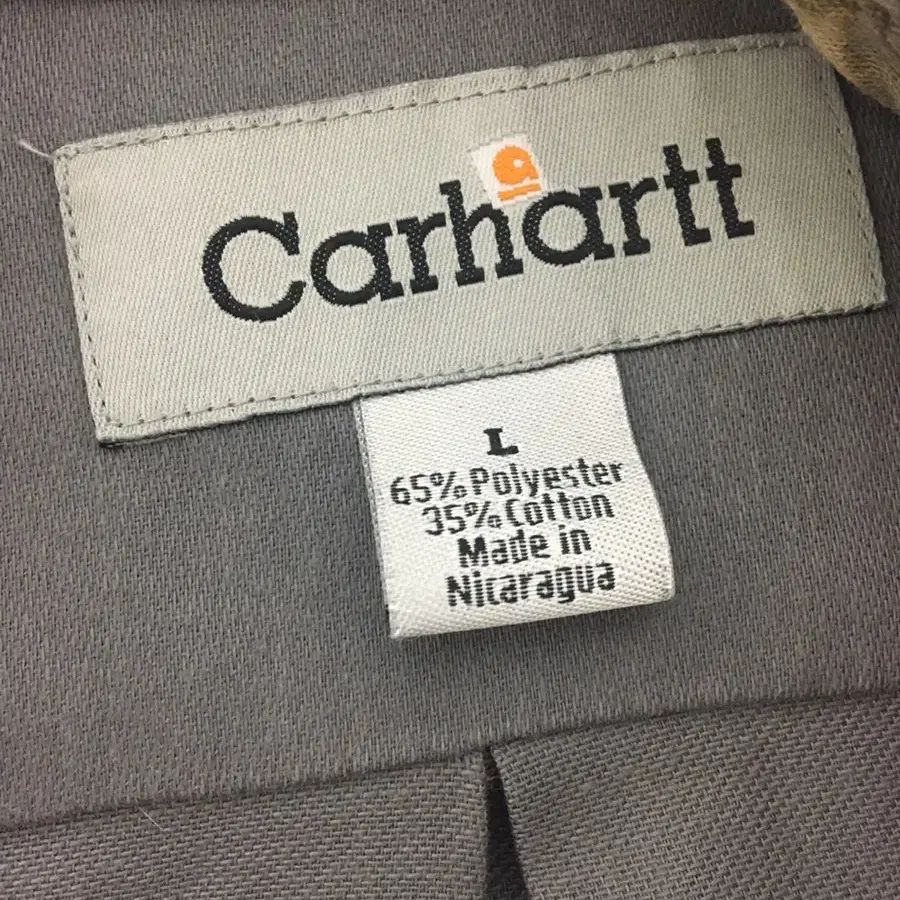 Carhartt
L
65% Polyester
35% Cotton
Made in
Nicaragua